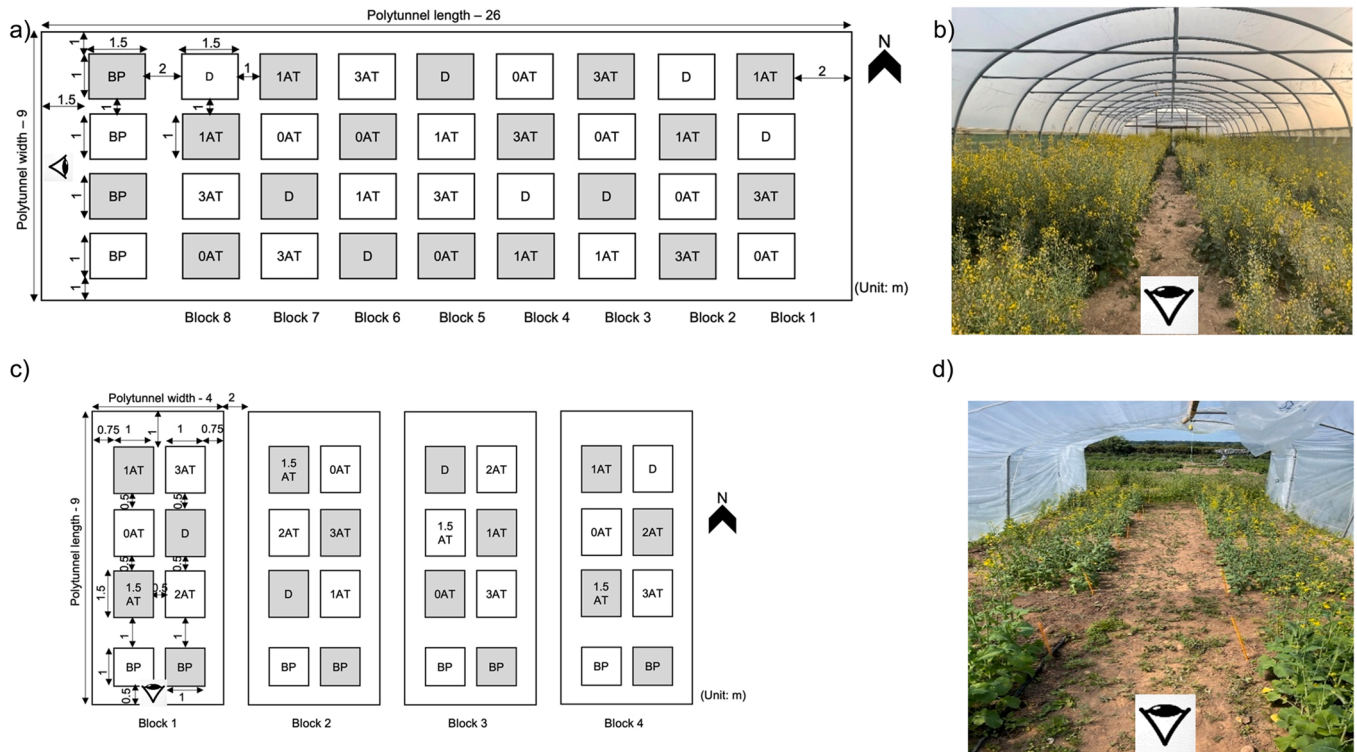 a)
Polytunnel length – 26
b)
N
1
1.5
1.5
1
BP
2
D
1
1AT
3AT
D
0AT
3AT
D
1AT
2
1.5
1
1
Polytunnel width – 9
1
BP
1
1AT
0AT
0AT
1AT
3AT
0AT
1AT
D
1
BP
3AT
D
1AT
3AT
D
D
0AT
3AT
1
BP
0AT
3AT
D
0AT
1AT
1AT
3AT
0AT
1
(Unit: m)
Block 8 Block 7 Block 6 Block 5 Block 4 Block 3 Block 2 Block 1
c)
d)
Polytunnel width - 4
2
0.75 1 1 1 0.75
Polytunnel length - 9
1AT 3AT
1.5 AT 0AT
D 2AT
1AT D
0.5 0.5
N
0AT D
2AT 3AT
1.5 AT 1AT
0AT 2AT
0.5 0.5
1.5
1.5 AT 0.5 2AT
D 1AT
0AT 3AT
1.5 AT 3AT
1 1
1
BP BP
BP BP
BP BP
BP BP
0.5
1
(Unit: m)
Block 1 Block 2 Block 3 Block 4